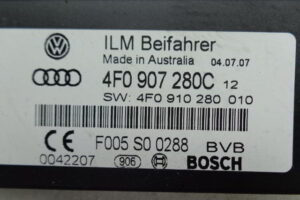 ILM Beifahrer
Made in Australia 04.07.07
4F0 907 280C 12
SW: 4F0 910 280 010
F005 S0 0288 BVB
0042207 906 BOSCH